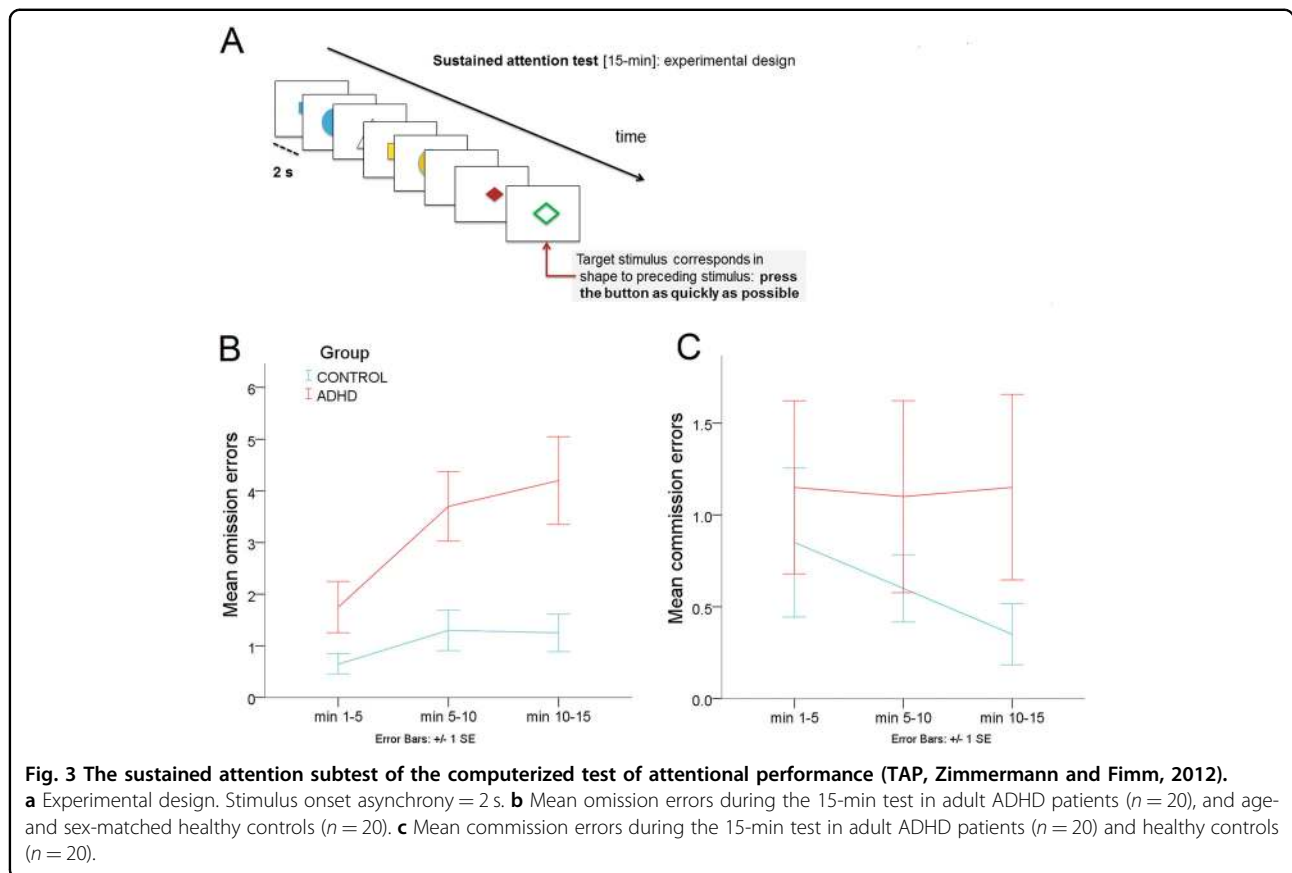 A
Sustained attention test [15-min]: experimental design
time
2 s
Target stimulus corresponds in
shape to preceding stimulus: press
the button as quickly as possible
B
Group
CONTROL
ADHD
Mean omission errors
6
5
4
3
2
1
0
min 1-5 min 5-10 min 10-15
Error Bars: +/- 1 SE
C
Mean commission errors
1.5
1.0
0.5
0.0
min 1-5 min 5-10 min 10-15
Error Bars: +/- 1 SE
Fig. 3 The sustained attention subtest of the computerized test of attentional performance (TAP, Zimmermann and Fimm, 2012).
a Experimental design. Stimulus onset asynchrony = 2 s. b Mean omission errors during the 15-min test in adult ADHD patients (n = 20), and age-
and sex-matched healthy controls (n = 20). c Mean commission errors during the 15-min test in adult ADHD patients (n = 20) and healthy controls
(n = 20).